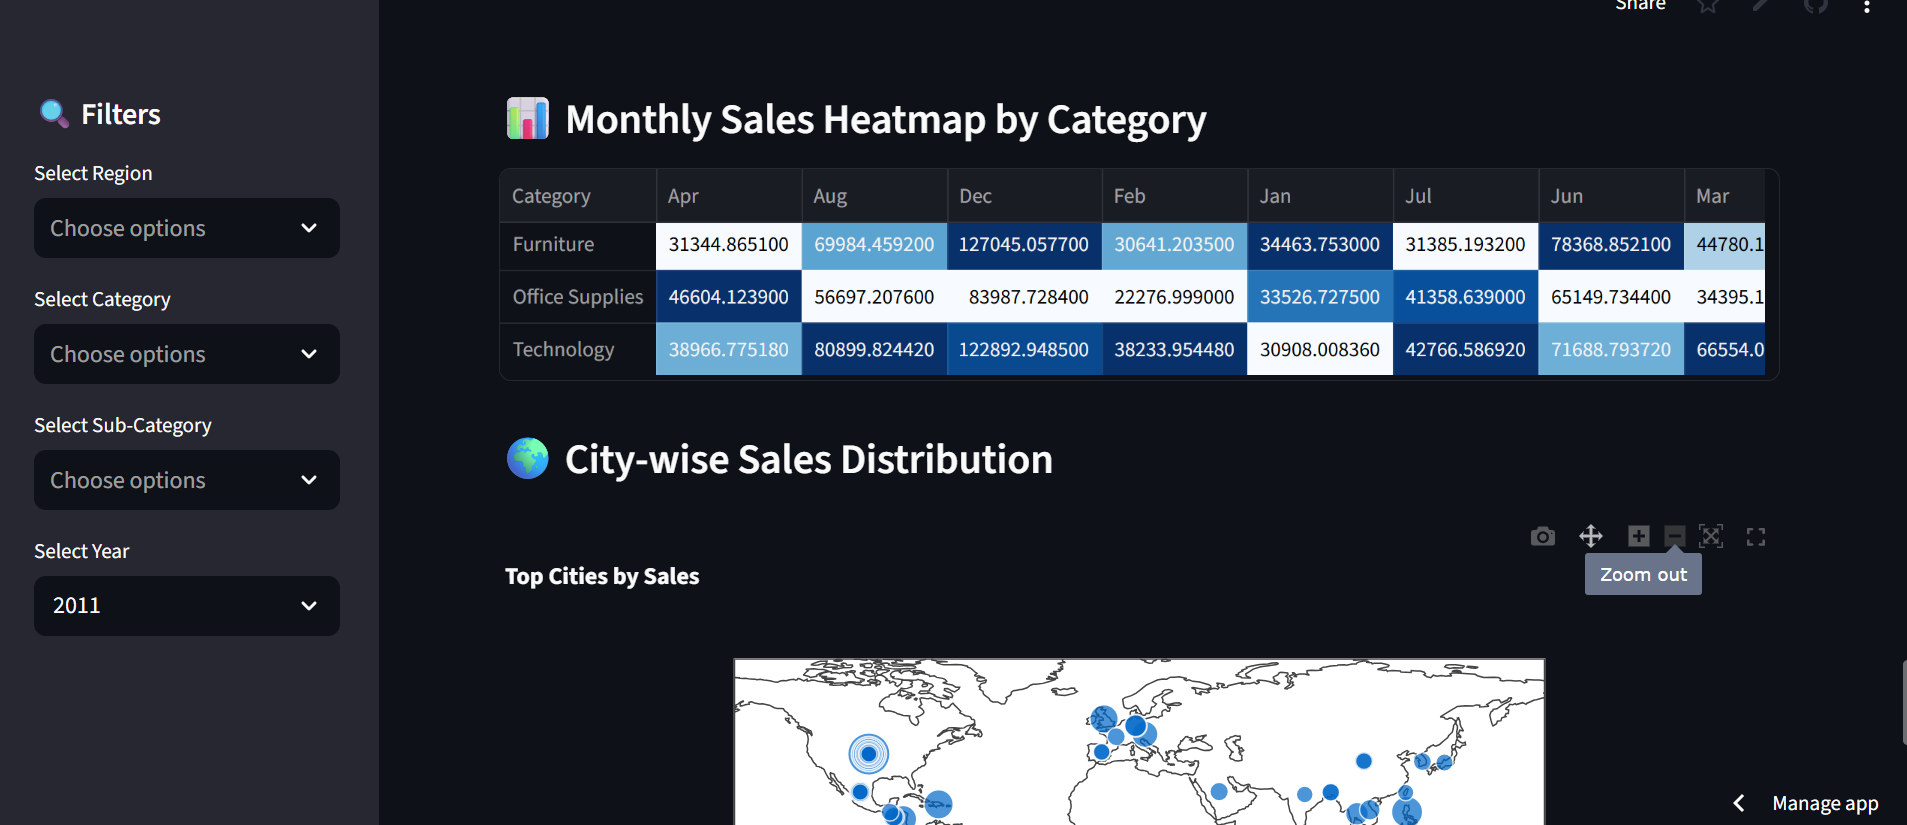 Share
Filters
Select Region
Choose options
Select Category
Choose options
Select Sub-Category
Choose options
Select Year
2011
Monthly Sales Heatmap by Category
Category Apr Aug Dec Feb Jan Jul Jun Mar
Furniture 31344.865100 69984.459200 127045.057700 30641.203500 34463.753000 31385.193200 78368.852100 44780.1
Office Supplies 46604.123900 56697.207600 83987.728400 22276.999000 33526.727500 41358.639000 65149.734400 34395.1
Technology 38966.775180 80899.824420 122892.948500 38233.954480 30908.008360 42766.586920 71688.793720 66554.0
City-wise Sales Distribution
Zoom out
Top Cities by Sales
Manage app